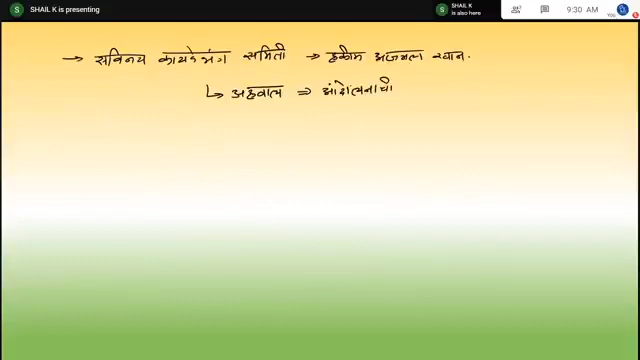 SHAIL K is presenting
SHAIL K
is also here
9:30 AM
You
→ सविनय कायदेभंग समिती ⇒ हकीम अजमल खान.
↳ अहवाल ⇒ आंदोलनाची